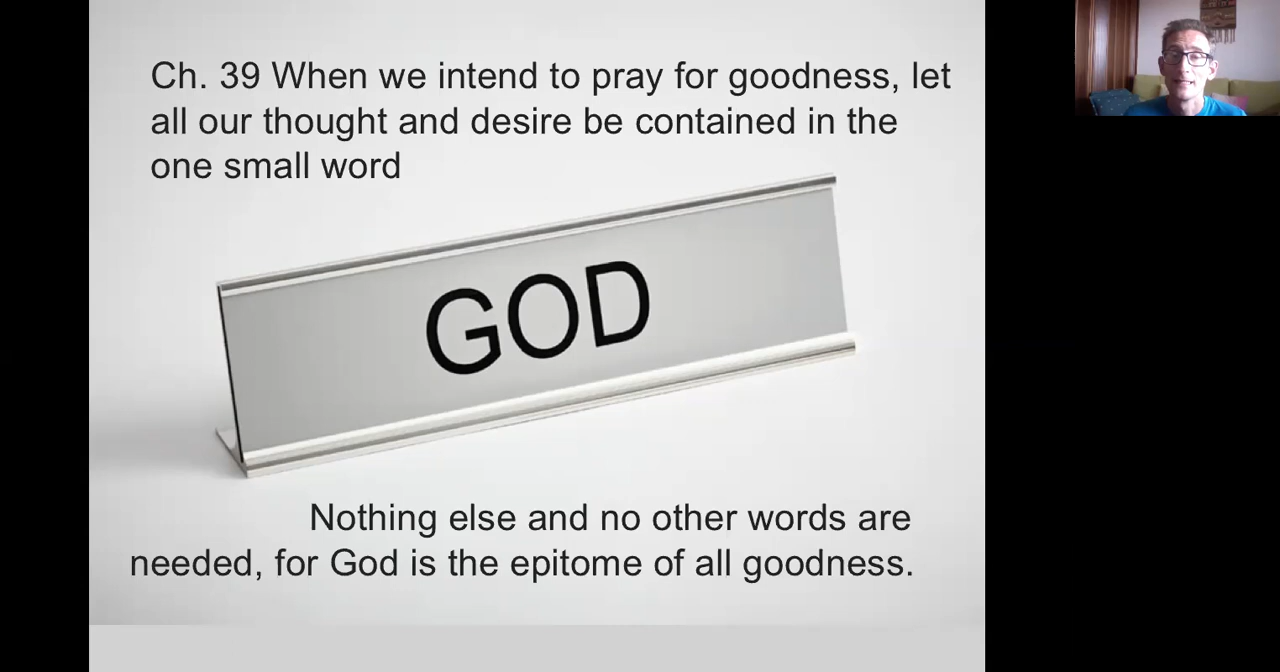 Ch. 39 When we intend to pray for goodness, let
all our thought and desire be contained in the
one small word
GOD
Nothing else and no other words are
needed, for God is the epitome of all goodness.